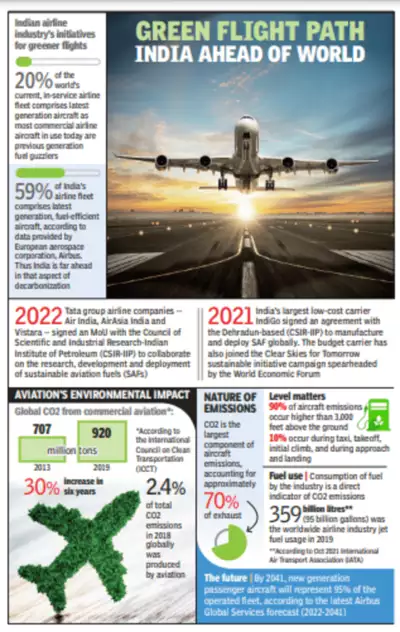 GREEN FLIGHT PATH
INDIA AHEAD OF WORLD
Indian airline
industry's initiatives
for greener flights
20% of the
world's
current, in-service airline
fleet comprises latest
generation aircraft as
most commercial airline
aircraft in use today are
previous generation
fuel guzzlers
59% of India's
airline fleet
comprises latest
generation, fuel-efficient
aircraft, according to
data provided by
European aerospace
corporation, Airbus.
Thus India is far ahead
in that aspect of
decarbonization
2022 Tata group airline companies --
Air India, AirAsia India and
Vistara -- signed an MoU with the Council of
Scientific and Industrial Research-Indian
Institute of Petroleum (CSIR-IIP) to collaborate
on the research, development and deployment
of sustainable aviation fuels (SAFs)
2021 India's largest low-cost carrier
IndiGo signed an agreement with
the Dehradun-based (CSIR-IIP) to manufacture
and deploy SAF globally. The budget carrier has
also joined the Clear Skies for Tomorrow
sustainable initiative campaign spearheaded
by the World Economic Forum
AVIATION'S ENVIRONMENTAL IMPACT
Global CO2 from commercial aviation*:
707
920
million tons
2013
2019
*According to
the International
Council on Clean
Transportation
(ICCT)
30% increase in
six years
2.4%
of total
CO2
emissions
in 2018
globally
was
produced
by aviation
NATURE OF
EMISSIONS
CO2 is the
largest
component of
aircraft
emissions,
accounting for
approximately
70%
of exhaust
Level matters
90% of aircraft emissions
occur higher than 3,000
feet above the ground
10% occur during taxi, takeoff,
initial climb, and during approach
and landing
Fuel use | Consumption of fuel
by the industry is a direct
indicator of CO2 emissions
359 billion litres**
(95 billion gallons) was
the worldwide airline industry jet
fuel usage in 2019
**According to Oct 2021 International
Air Transport Association (IATA)
The future | By 2041, new generation
passenger aircraft will represent 95% of the
operated fleet, according to the latest Airbus
Global Services forecast (2022-2041)